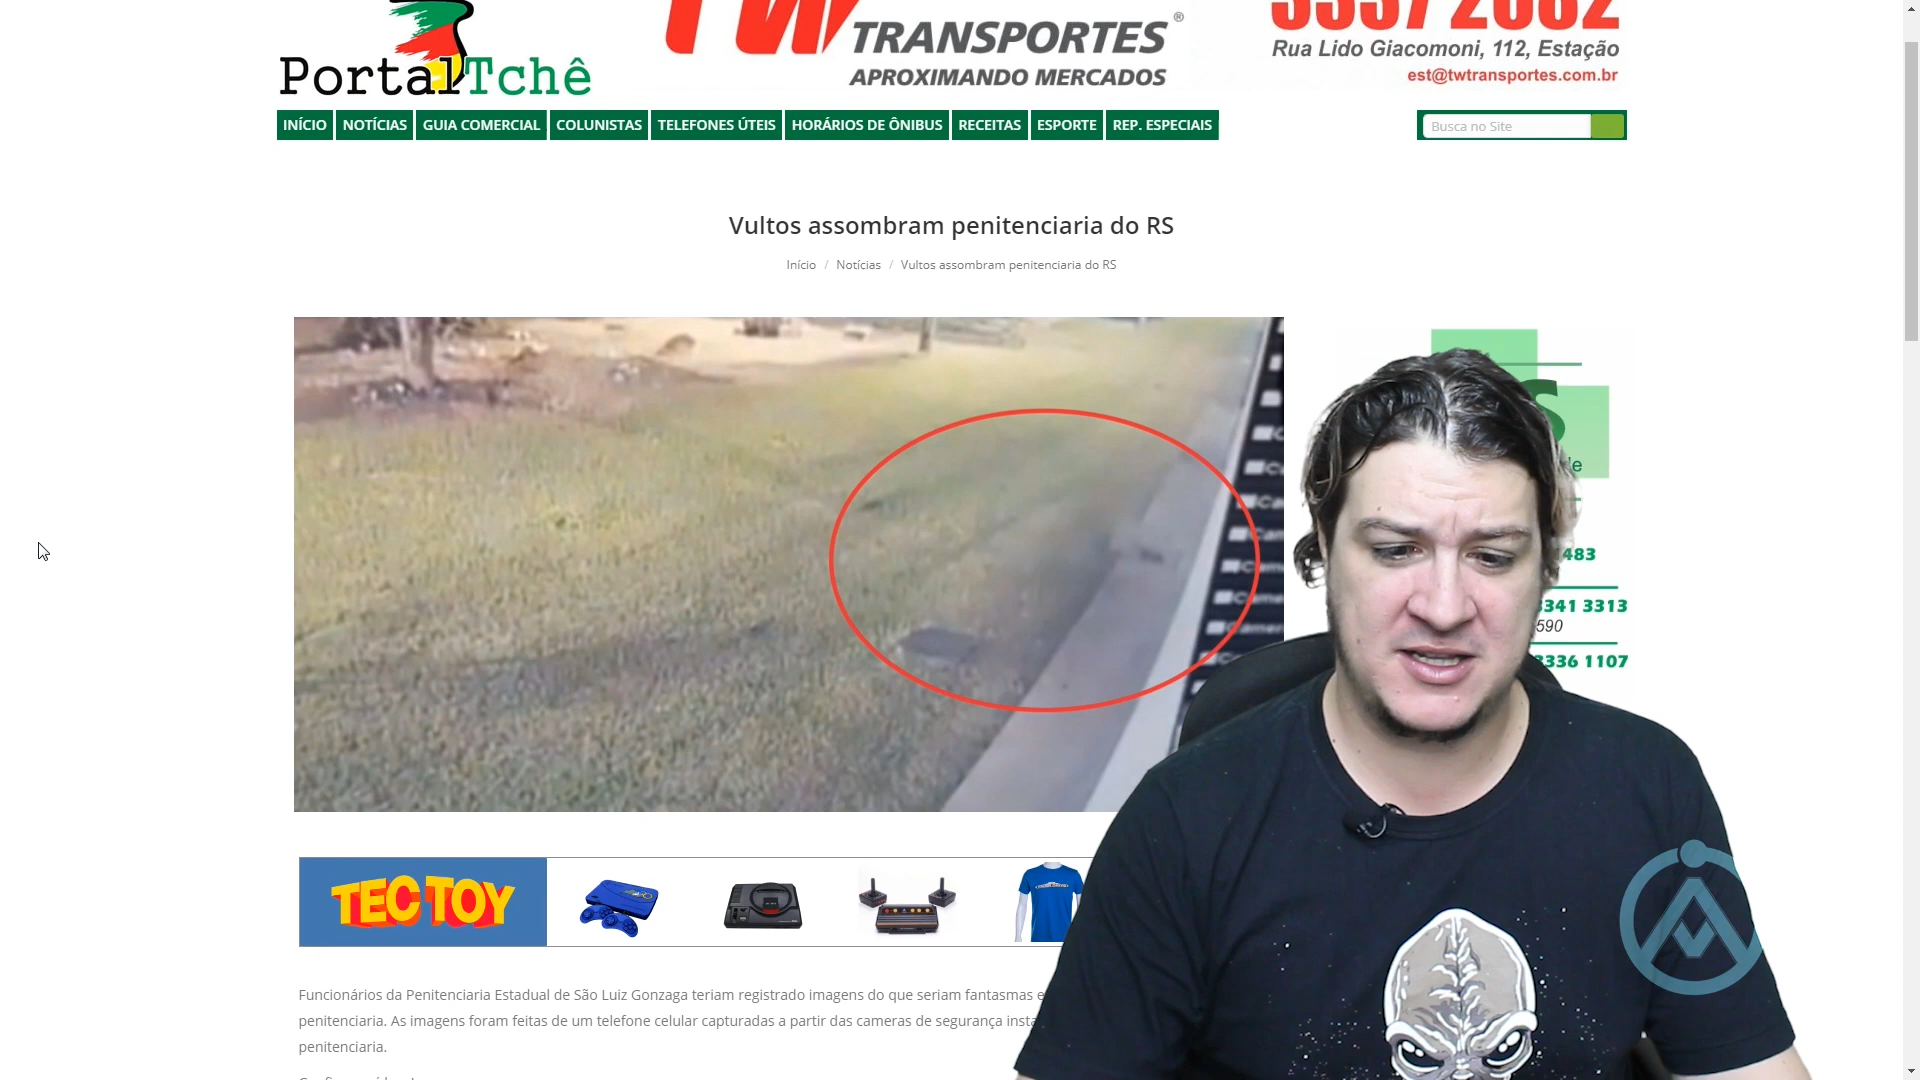 PortalTchê
TW TRANSPORTES ®
APROXIMANDO MERCADOS
Rua Lido Giacomoni, 112, Estação
est@twtransportes.com.br
INÍCIO NOTÍCIAS GUIA COMERCIAL COLUNISTAS TELEFONES ÚTEIS HORÁRIOS DE ÔNIBUS RECEITAS ESPORTE REP. ESPECIAIS
Busca no Site
Vultos assombram penitenciaria do RS
Início / Notícias / Vultos assombram penitenciaria do RS
483
3341 3313
590
3336 1107
TEC TOY
Funcionários da Penitenciaria Estadual de São Luiz Gonzaga teriam registrado imagens do que seriam fantasmas e
penitenciaria. As imagens foram feitas de um telefone celular capturadas a partir das cameras de segurança
penitenciaria.